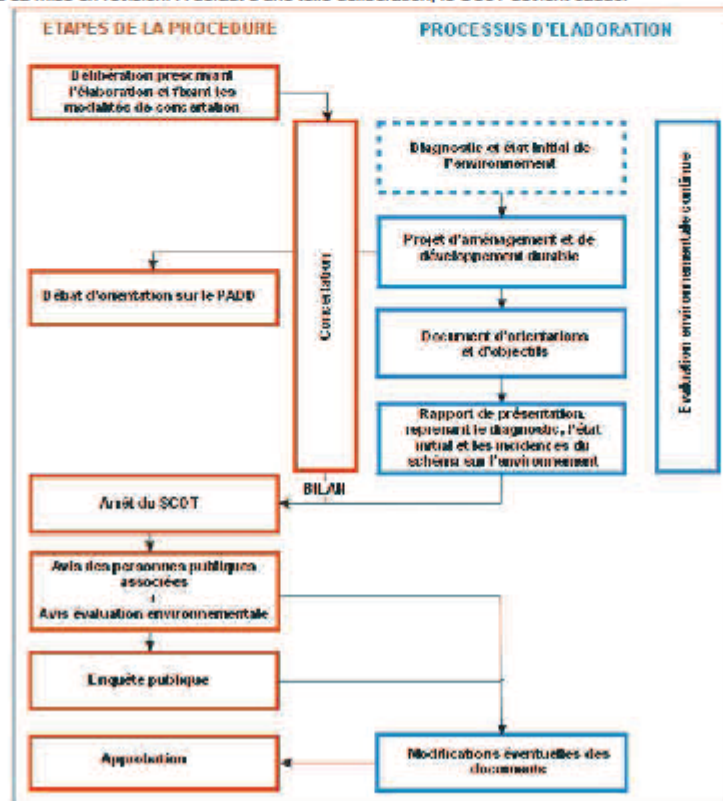 ETAPES DE LA PROCEDURE
PROCESSUS D'ELABORATION
Délibération prescrivant
l'élaboration et fixant les
modalités de concertation
Concertation
Diagnostic et état initial de
l'environnement
Evaluation environnementale continue
Projet d'aménagement et de
développement durable
Débat d'orientation sur le PADD
Document d'orientations
et d'objectifs
Rapport de présentation,
reprenant le diagnostic, l'état
initial et les incidences du
schéma sur l'environnement
BILAN
Arrêt du SCOT
Avis des personnes publiques
associées
+
Avis évaluation environnementale
Enquête publique
Approbation
Modifications éventuelles des
documents